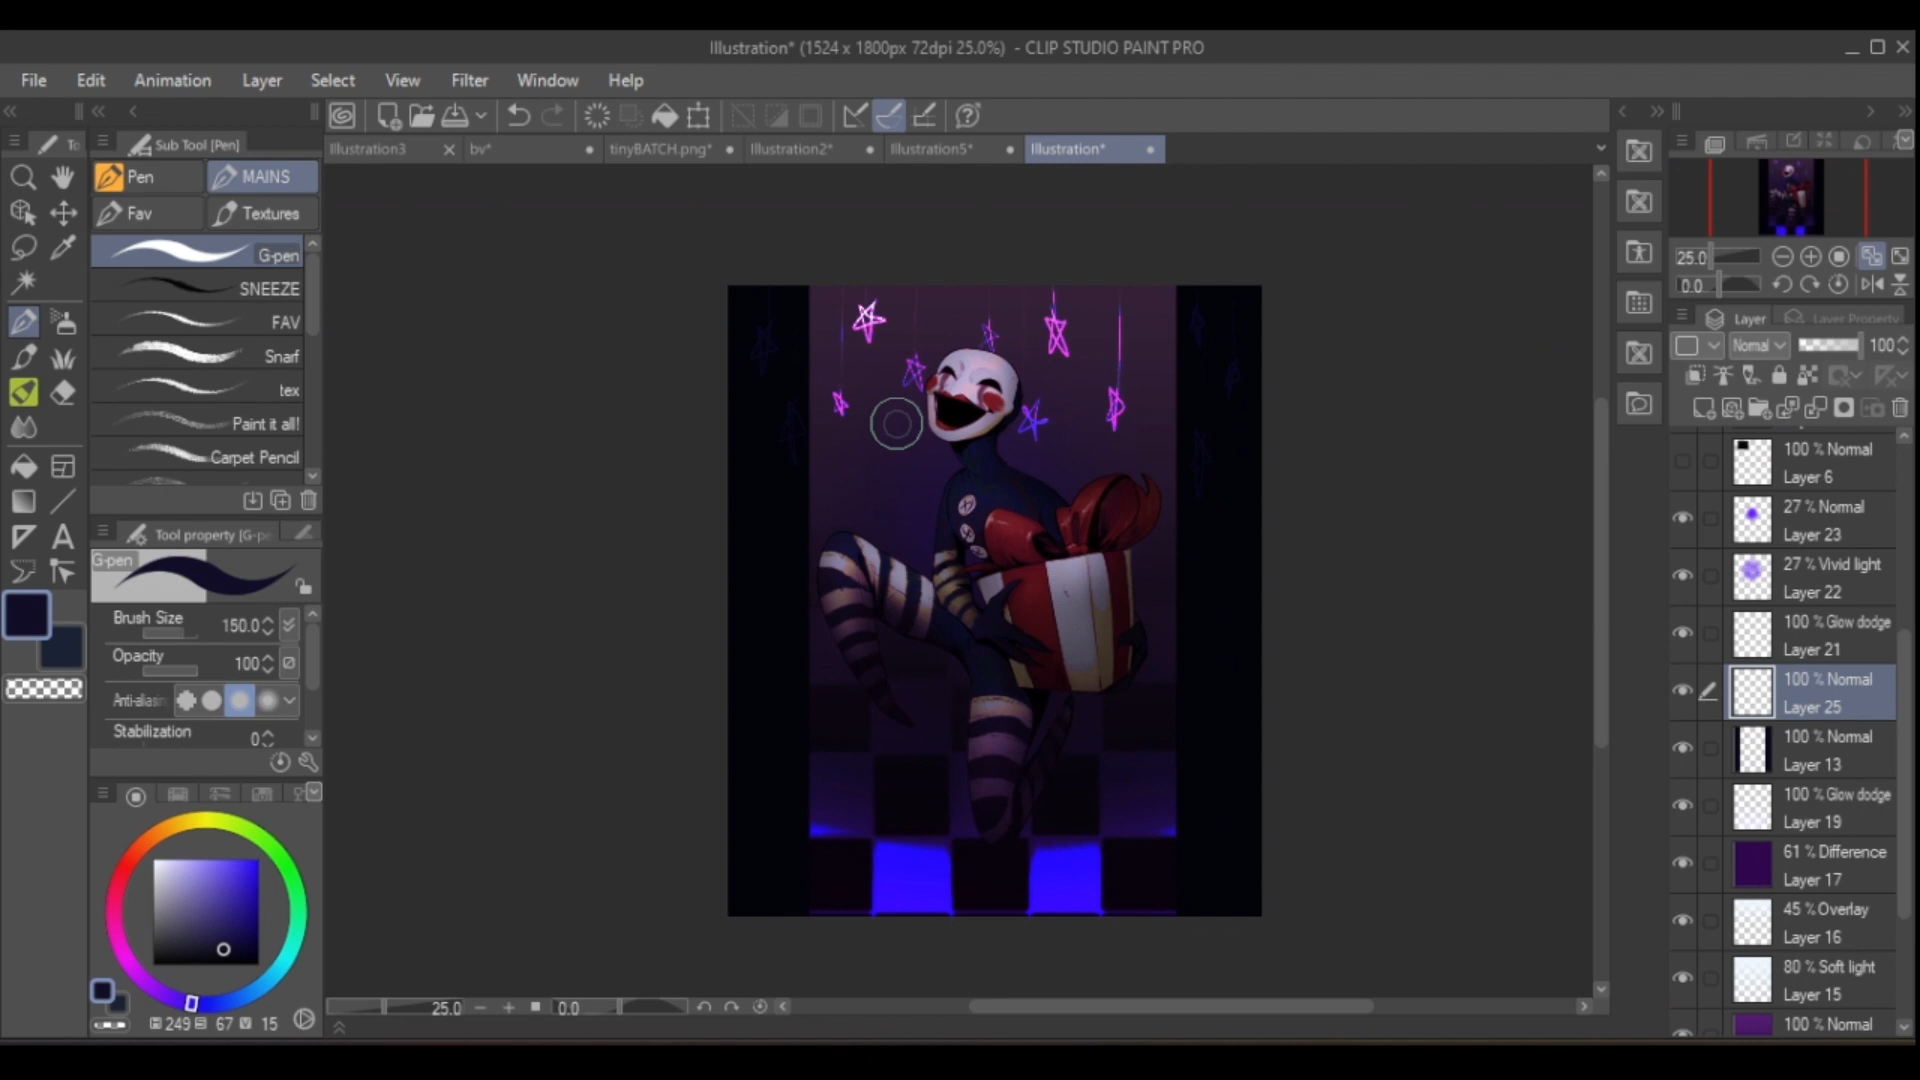 Illustration* (1524 x 1800px 72dpi 25.0%) - CLIP STUDIO PAINT PRO
File Edit Animation Layer Select View Filter Window Help
To Sub Tool [Pen]
Illustration3 bv* tinyBATCH.png* Illustration2* Illustration5* Illustration*
Pen MAINS
Fav Textures
G-pen
SNEEZE
FAV
Snarf
tex
Paint it all!
Carpet Pencil
Tool property [G-pe
G-pen
Brush Size 150.0
Opacity 100
Anti-aliasin
Stabilization 0
249 67 15
25.0 0.0
25.0
0.0
Layer Layer Property
Normal 100
100 % Normal
Layer 6
27 % Normal
Layer 23
27 % Vivid light
Layer 22
100 % Glow dodge
Layer 21
100 % Normal
Layer 25
100 % Normal
Layer 13
100 % Glow dodge
Layer 19
61 % Difference
Layer 17
45 % Overlay
Layer 16
80 % Soft light
Layer 15
100 % Normal